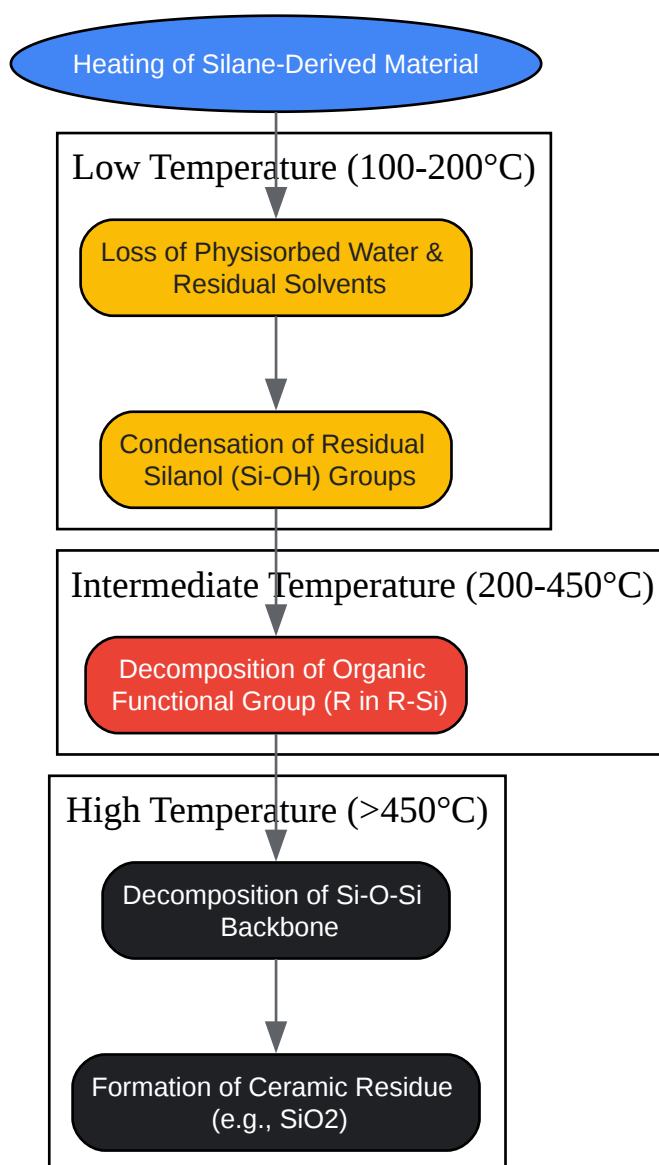 Heating of Silane-Derived Material
Low Temperature (100-200°C)
Loss of Physisorbed Water &
Residual Solvents
Condensation of Residual
Silanol (Si-OH) Groups
Intermediate Temperature (200-450°C)
Decomposition of Organic
Functional Group (R in R-Si)
High Temperature (>450°C)
Decomposition of Si-O-Si
Backbone
Formation of Ceramic Residue
(e.g., SiO2)